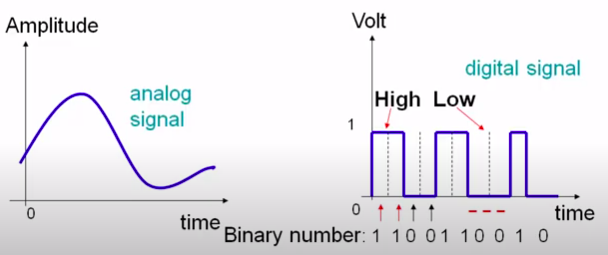 Amplitude
analog
signal
0
time
Volt
digital signal
High Low
1
0
time
Binary number: 1 1 0 0 1 1 0 0 1 0